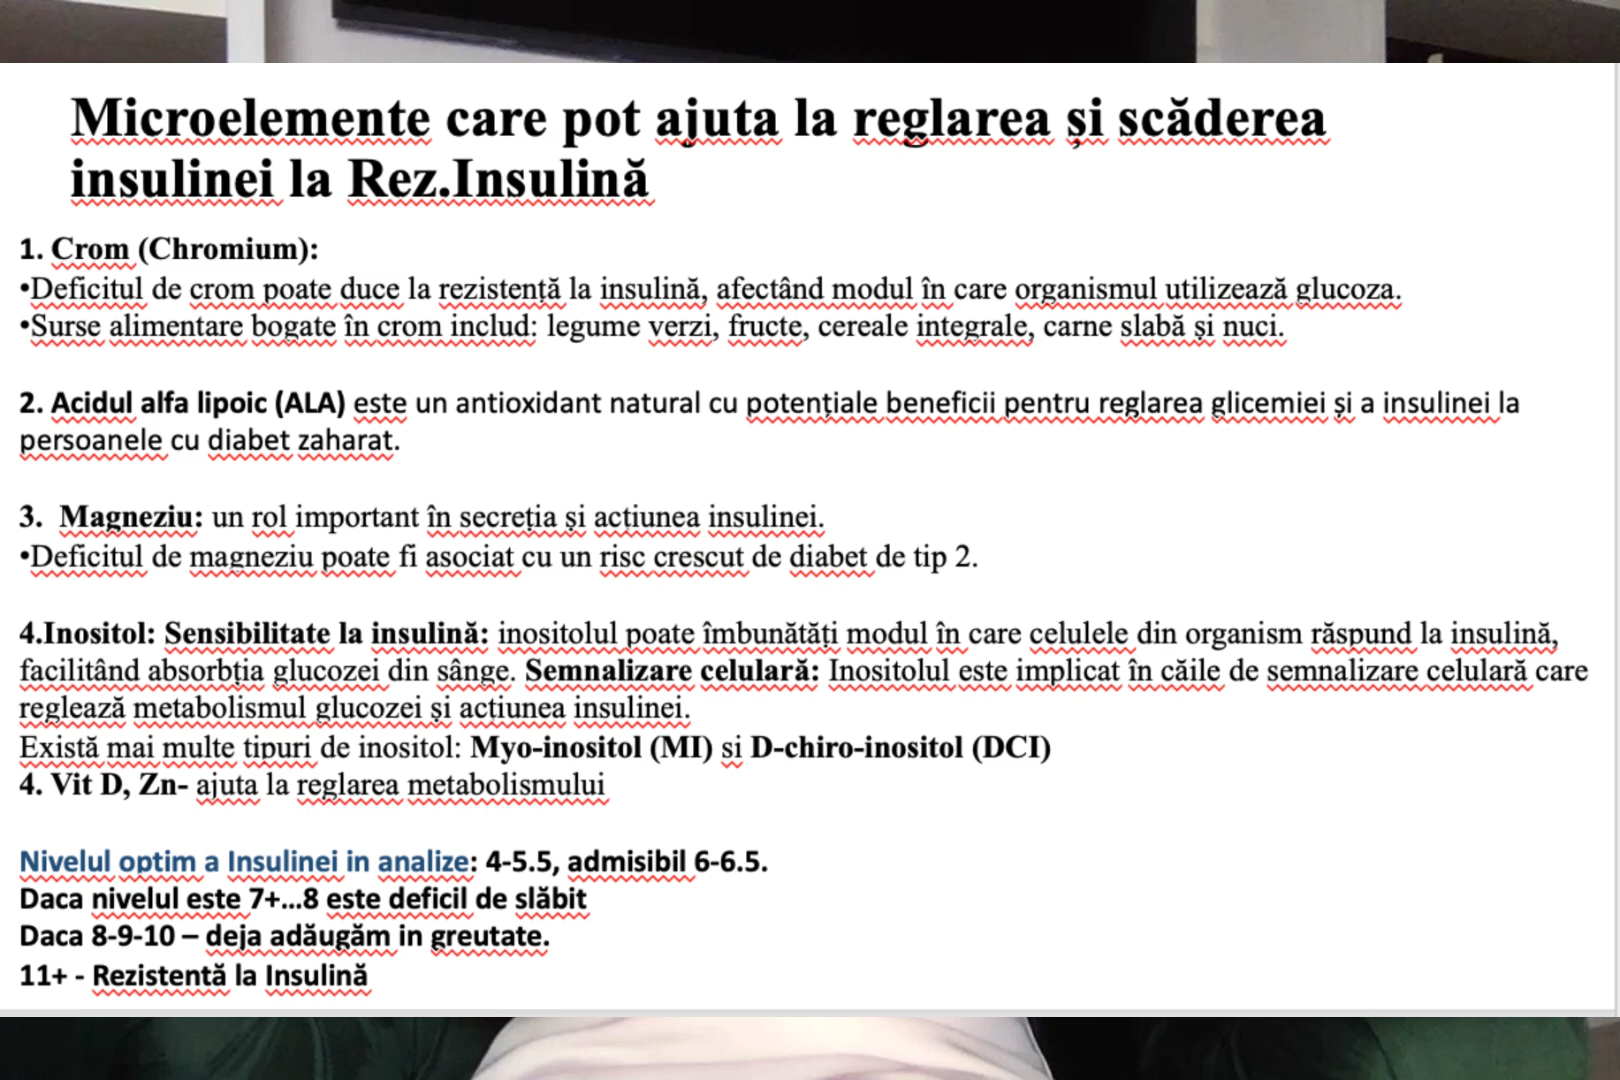 Microelemente care pot ajuta la reglarea și scăderea
insulinei la Rez.Insulină
1. Crom (Chromium):
•Deficitul de crom poate duce la rezistență la insulină, afectând modul în care organismul utilizează glucoza.
•Surse alimentare bogate în crom includ: legume verzi, fructe, cereale integrale, carne slabă și nuci.
2. Acidul alfa lipoic (ALA) este un antioxidant natural cu potențiale beneficii pentru reglarea glicemiei și a insulinei la
persoanele cu diabet zaharat.
3. Magneziu: un rol important în secreția și acțiunea insulinei.
•Deficitul de magneziu poate fi asociat cu un risc crescut de diabet de tip 2.
4.Inositol: Sensibilitate la insulină: inositolul poate îmbunătăți modul în care celulele din organism răspund la insulină,
facilitând absorbția glucozei din sânge. Semnalizare celulară: Inositolul este implicat în căile de semnalizare celulară care
reglează metabolismul glucozei și acțiunea insulinei.
Există mai multe tipuri de inositol: Myo-inositol (MI) și D-chiro-inositol (DCI)
4. Vit D, Zn- ajuta la reglarea metabolismului
Nivelul optim a Insulinei in analize: 4-5.5, admisibil 6-6.5.
Daca nivelul este 7+...8 este deficil de slăbit
Daca 8-9-10 – deja adăugăm in greutate.
11+ - Rezistentă la Insulină